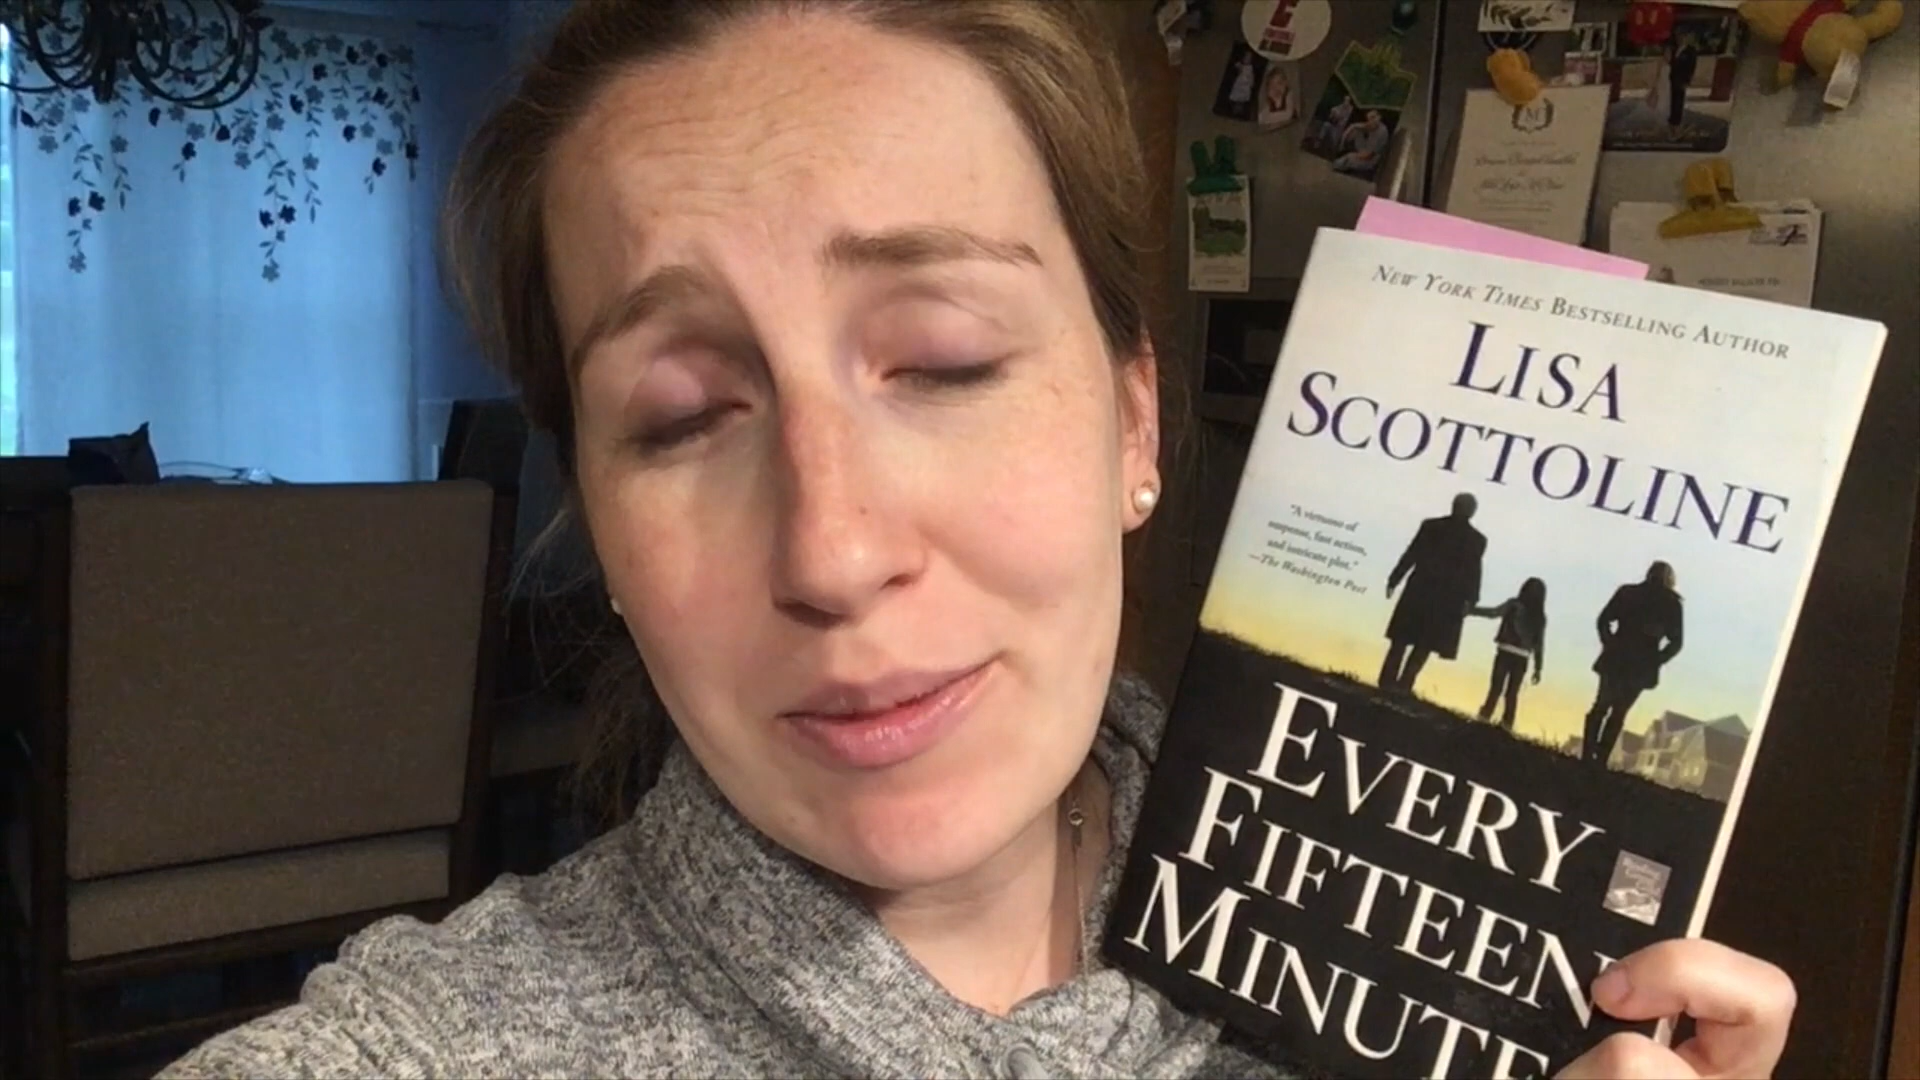 NEW YORK TIMES BESTSELLING AUTHOR
LISA
SCOTTOLINE
"A virtuoso of
suspense, fast action,
and intricate plot."
—The Washington Post
EVERY
FIFTEEN
MINUTE